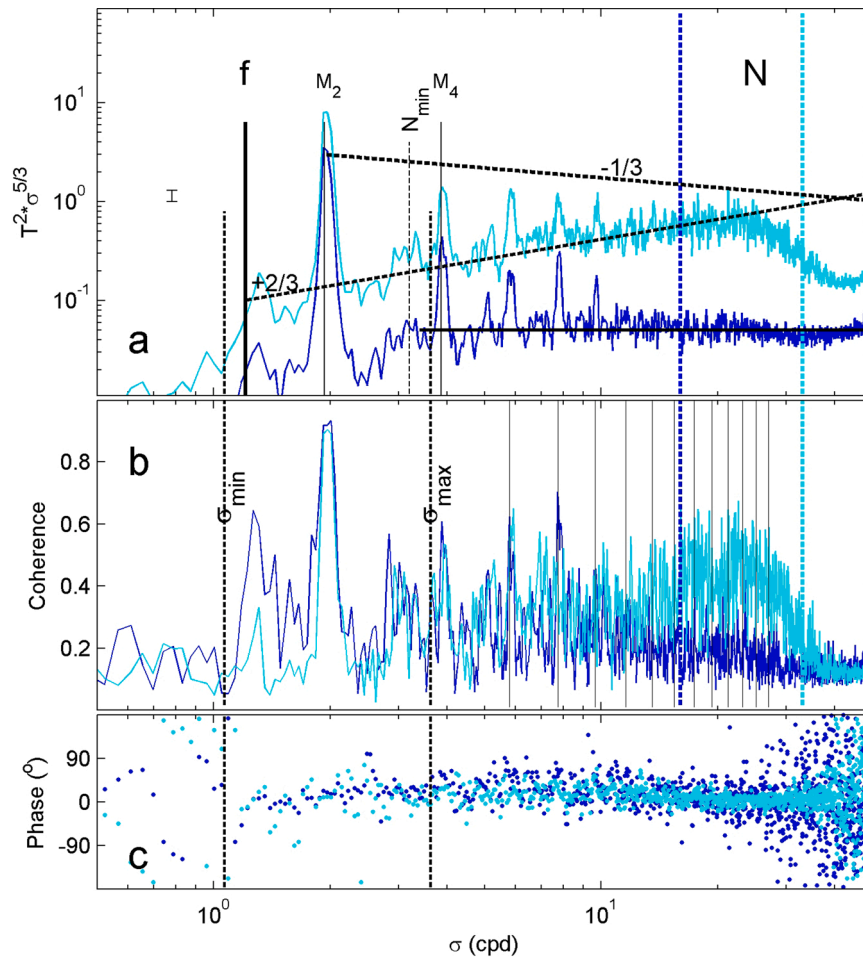 f
M₂
N_min
M₄
N
10¹
10⁰
10⁻¹
T²*σ^5/3
-1/3
+2/3
a
b
σ_min
σ_max
0.8
0.6
0.4
0.2
Coherence
90
0
-90
Phase (°)
c
10⁰
10¹
σ (cpd)